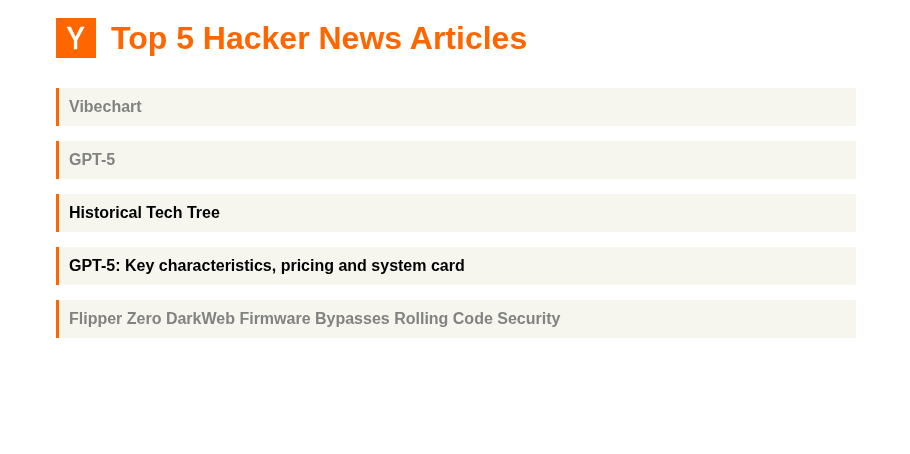 Y Top 5 Hacker News Articles
Vibechart
GPT-5
Historical Tech Tree
GPT-5: Key characteristics, pricing and system card
Flipper Zero DarkWeb Firmware Bypasses Rolling Code Security